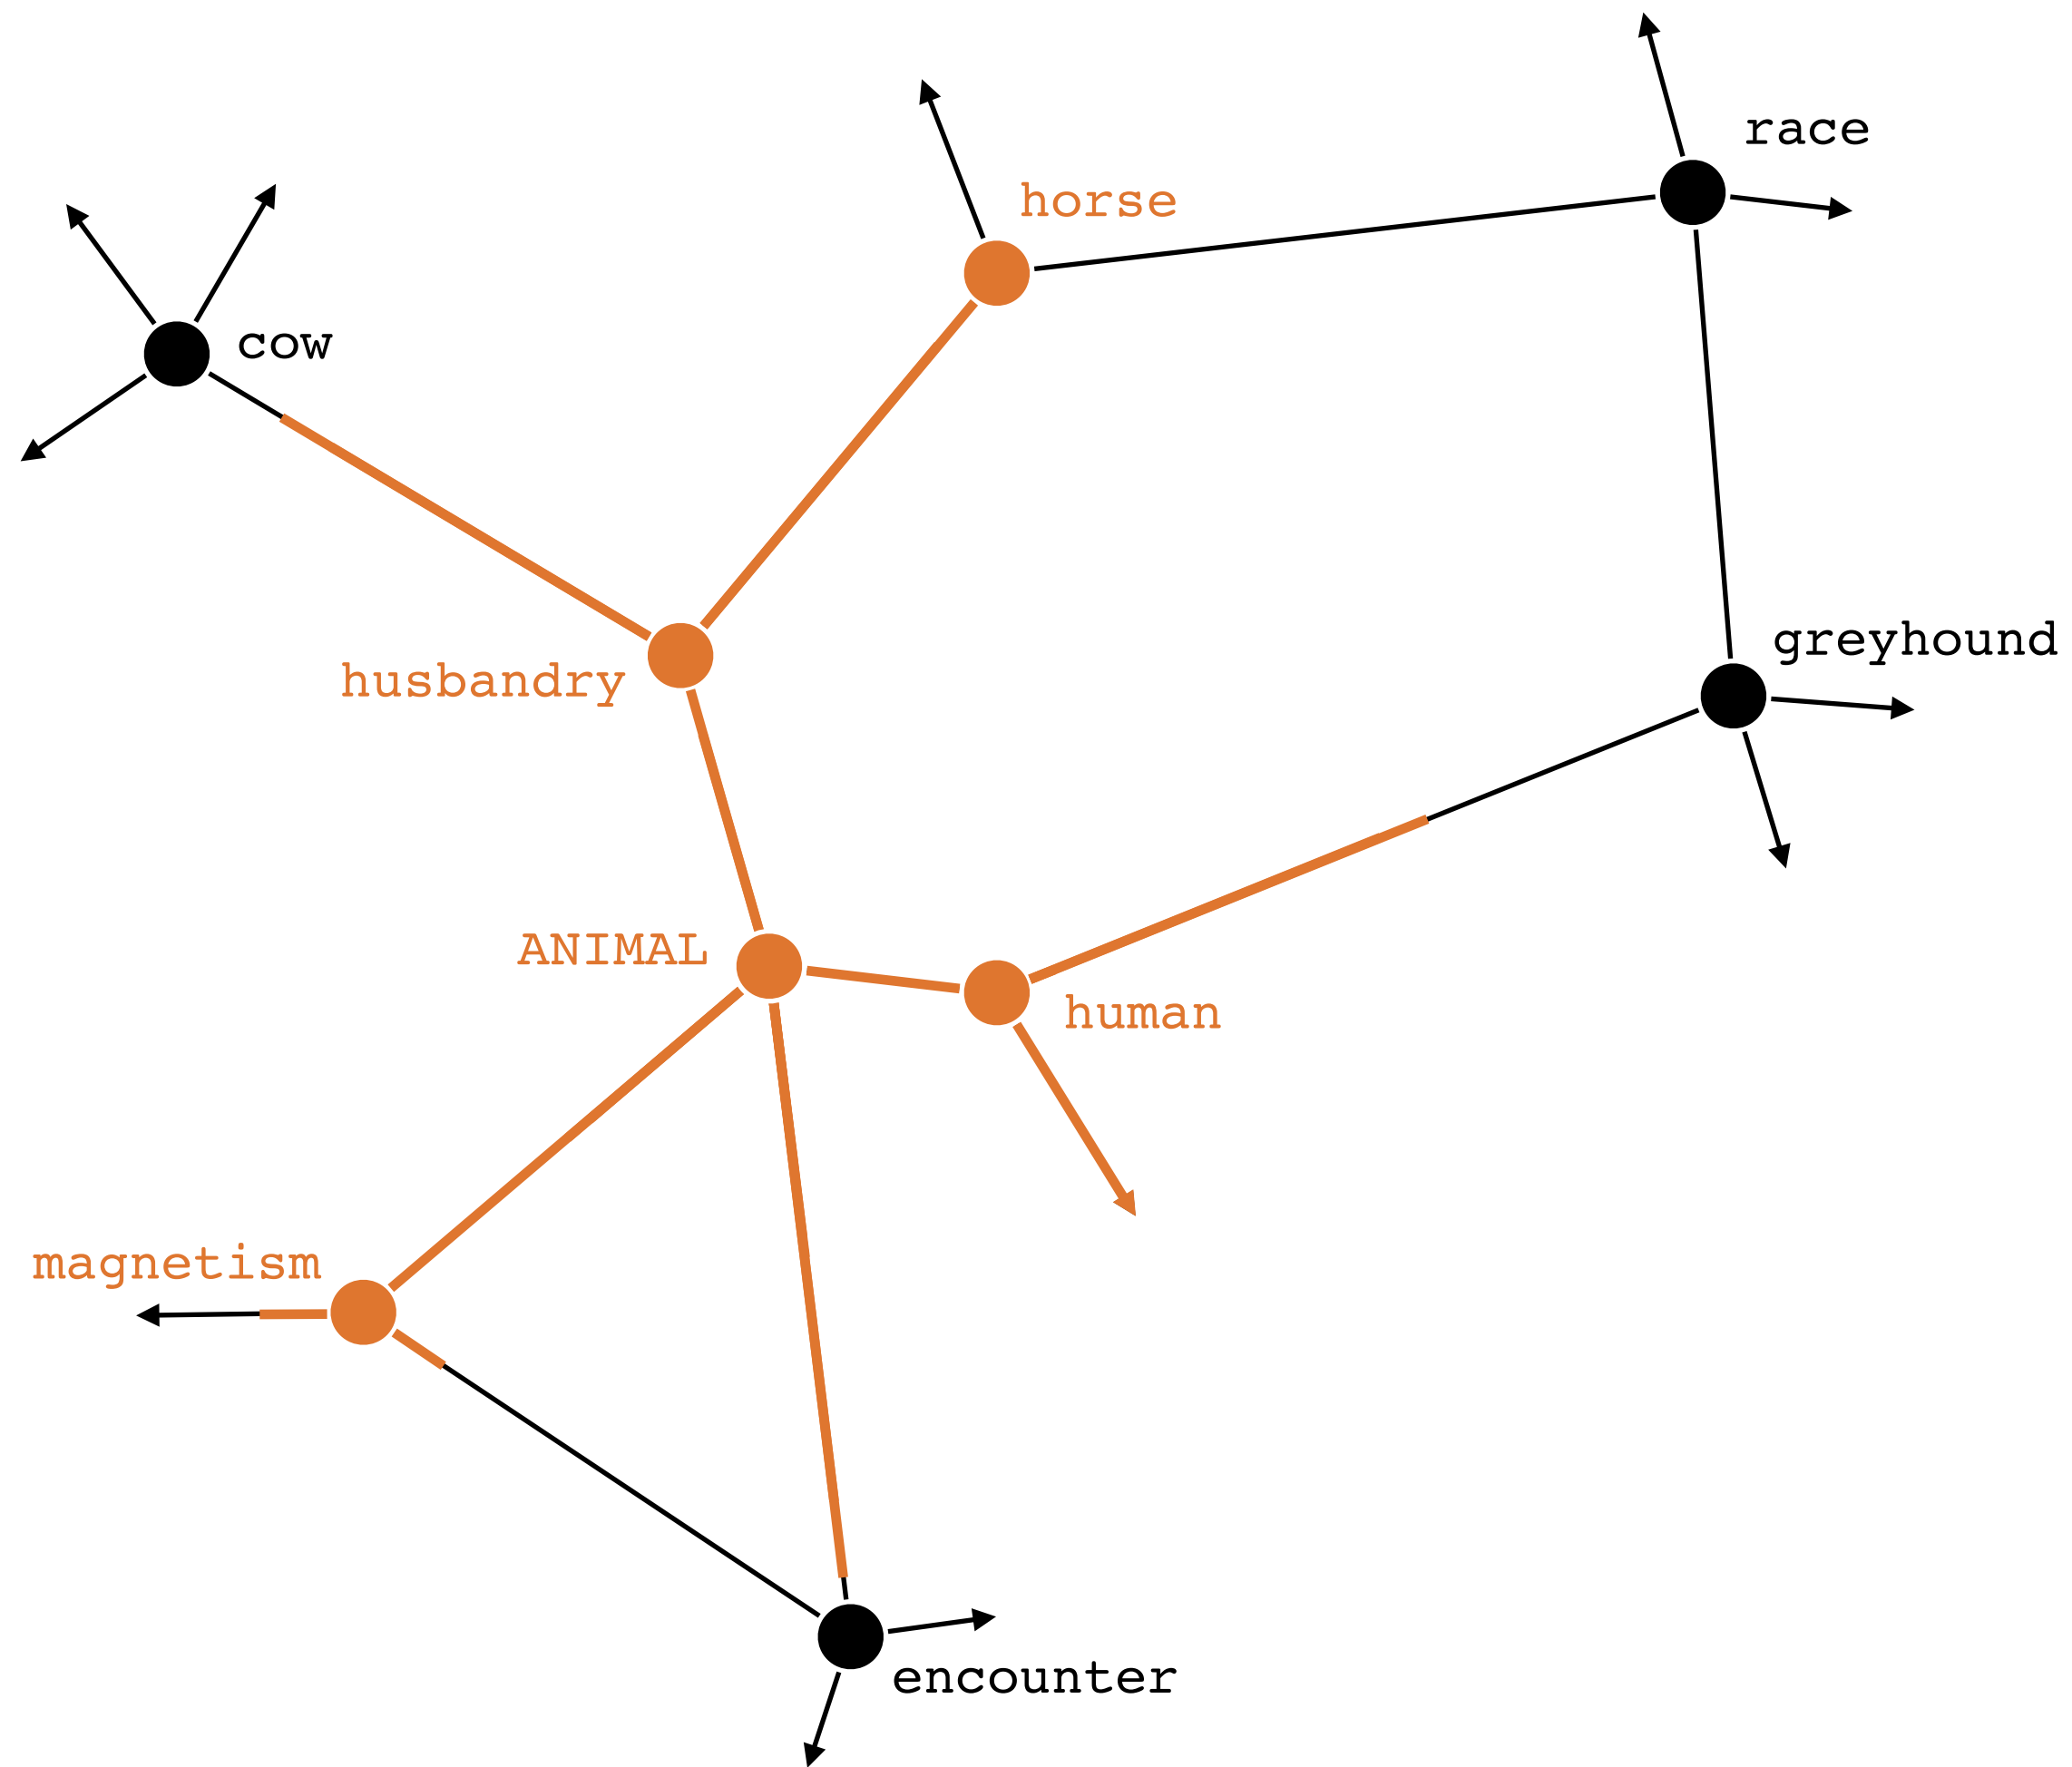 race
horse
cow
greyhound
husbandry
ANIMAL
human
magnetism
encounter